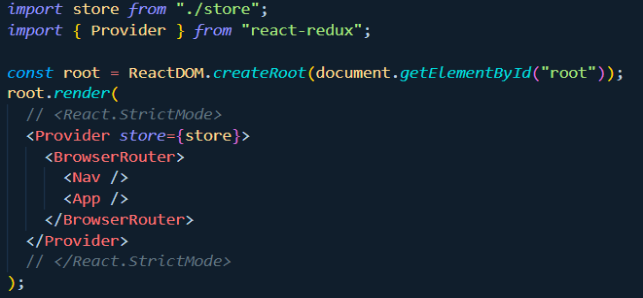 import store from "./store";
import { Provider } from "react-redux";
const root = ReactDOM.createRoot(document.getElementById("root"));
root.render(
// <React.StrictMode>
<Provider store={store}>
<BrowserRouter>
<Nav />
<App />
</BrowserRouter>
</Provider>
// </React.StrictMode>
);